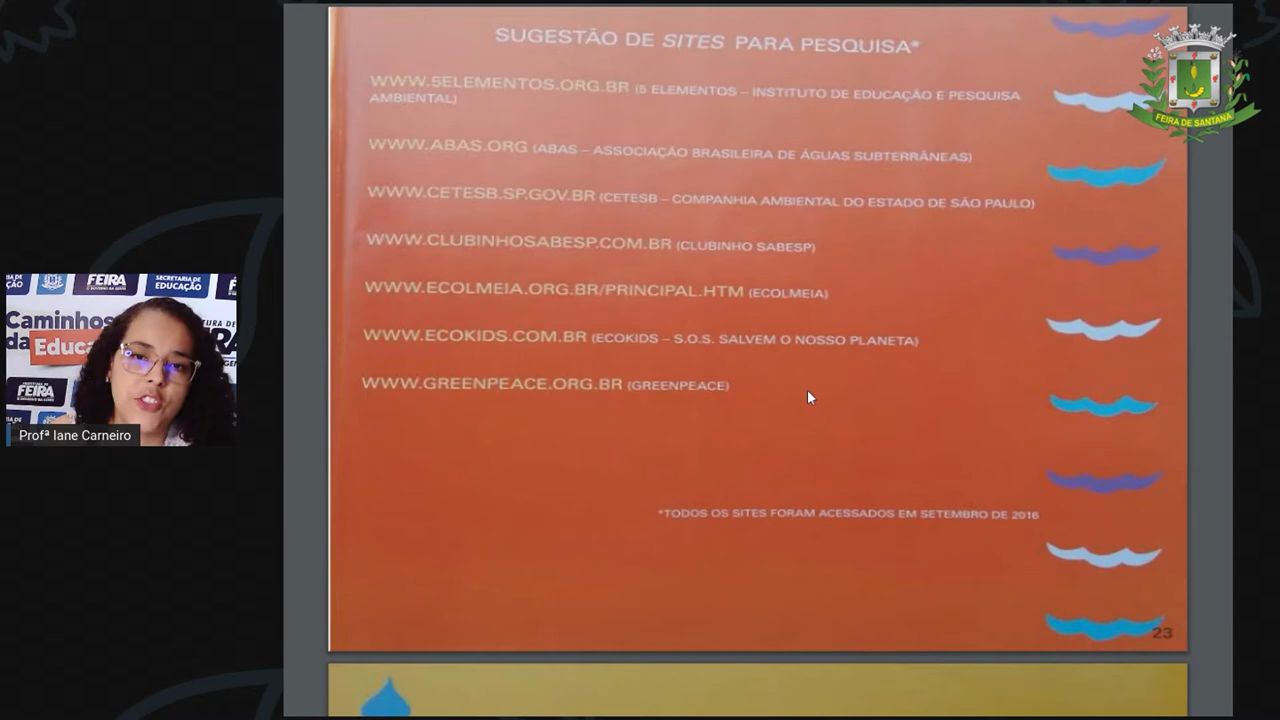 SUGESTÃO DE SITES PARA PESQUISA*
WWW.5ELEMENTOS.ORG.BR (5 ELEMENTOS – INSTITUTO DE EDUCAÇÃO E PESQUISA
AMBIENTAL)
WWW.ABAS.ORG (ABAS – ASSOCIAÇÃO BRASILEIRA DE ÁGUAS SUBTERRÂNEAS)
WWW.CETESB.SP.GOV.BR (CETESB – COMPANHIA AMBIENTAL DO ESTADO DE SÃO PAULO)
WWW.CLUBINHOSABESP.COM.BR (CLUBINHO SABESP)
WWW.ECOLMEIA.ORG.BR/PRINCIPAL.HTM (ECOLMEIA)
WWW.ECOKIDS.COM.BR (ECOKIDS – S.O.S. SALVEM O NOSSO PLANETA)
WWW.GREENPEACE.ORG.BR (GREENPEACE)
*TODOS OS SITES FORAM ACESSADOS EM SETEMBRO DE 2016
23
FEIRA DE SANTANA
FEIRA
SECRETARIA DE
EDUCAÇÃO
Caminhos
da Educa
FEIRA
Profª Iane Carneiro